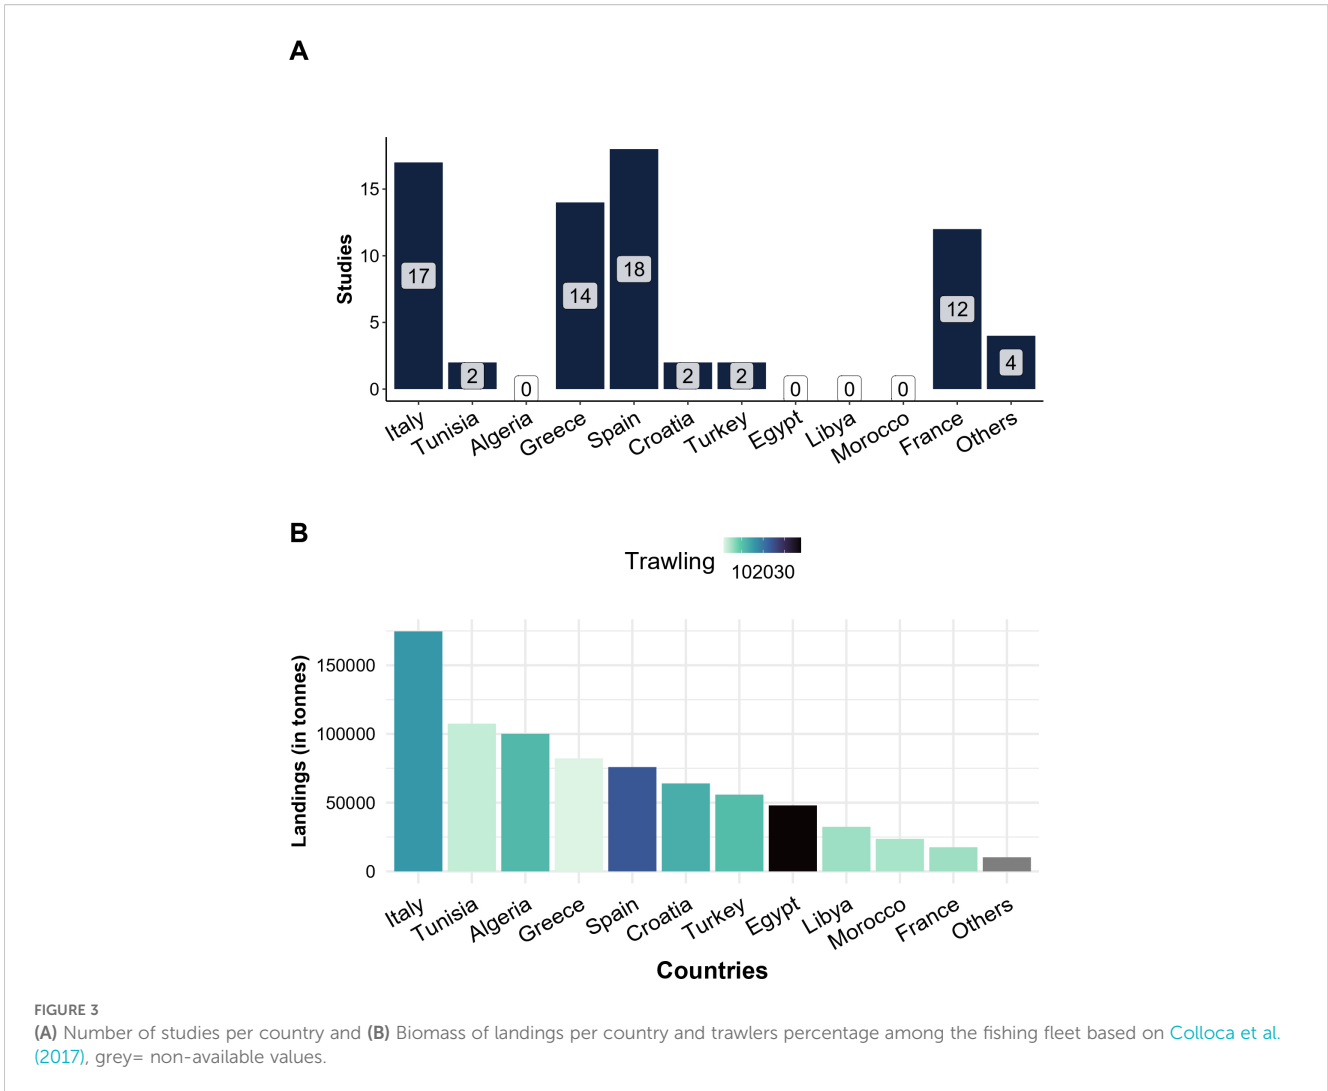 A
Studies
15
10
5
0
17
2
0
14
18
2
2
0
0
0
12
4
Italy
Tunisia
Algeria
Greece
Spain
Croatia
Turkey
Egypt
Libya
Morocco
France
Others
B
Trawling
102030
Landings (in tonnes)
150000
100000
50000
0
Italy
Tunisia
Algeria
Greece
Spain
Croatia
Turkey
Egypt
Libya
Morocco
France
Others
Countries
FIGURE 3
(A) Number of studies per country and (B) Biomass of landings per country and trawlers percentage among the fishing fleet based on Colloca et al.
(2017), grey= non-available values.